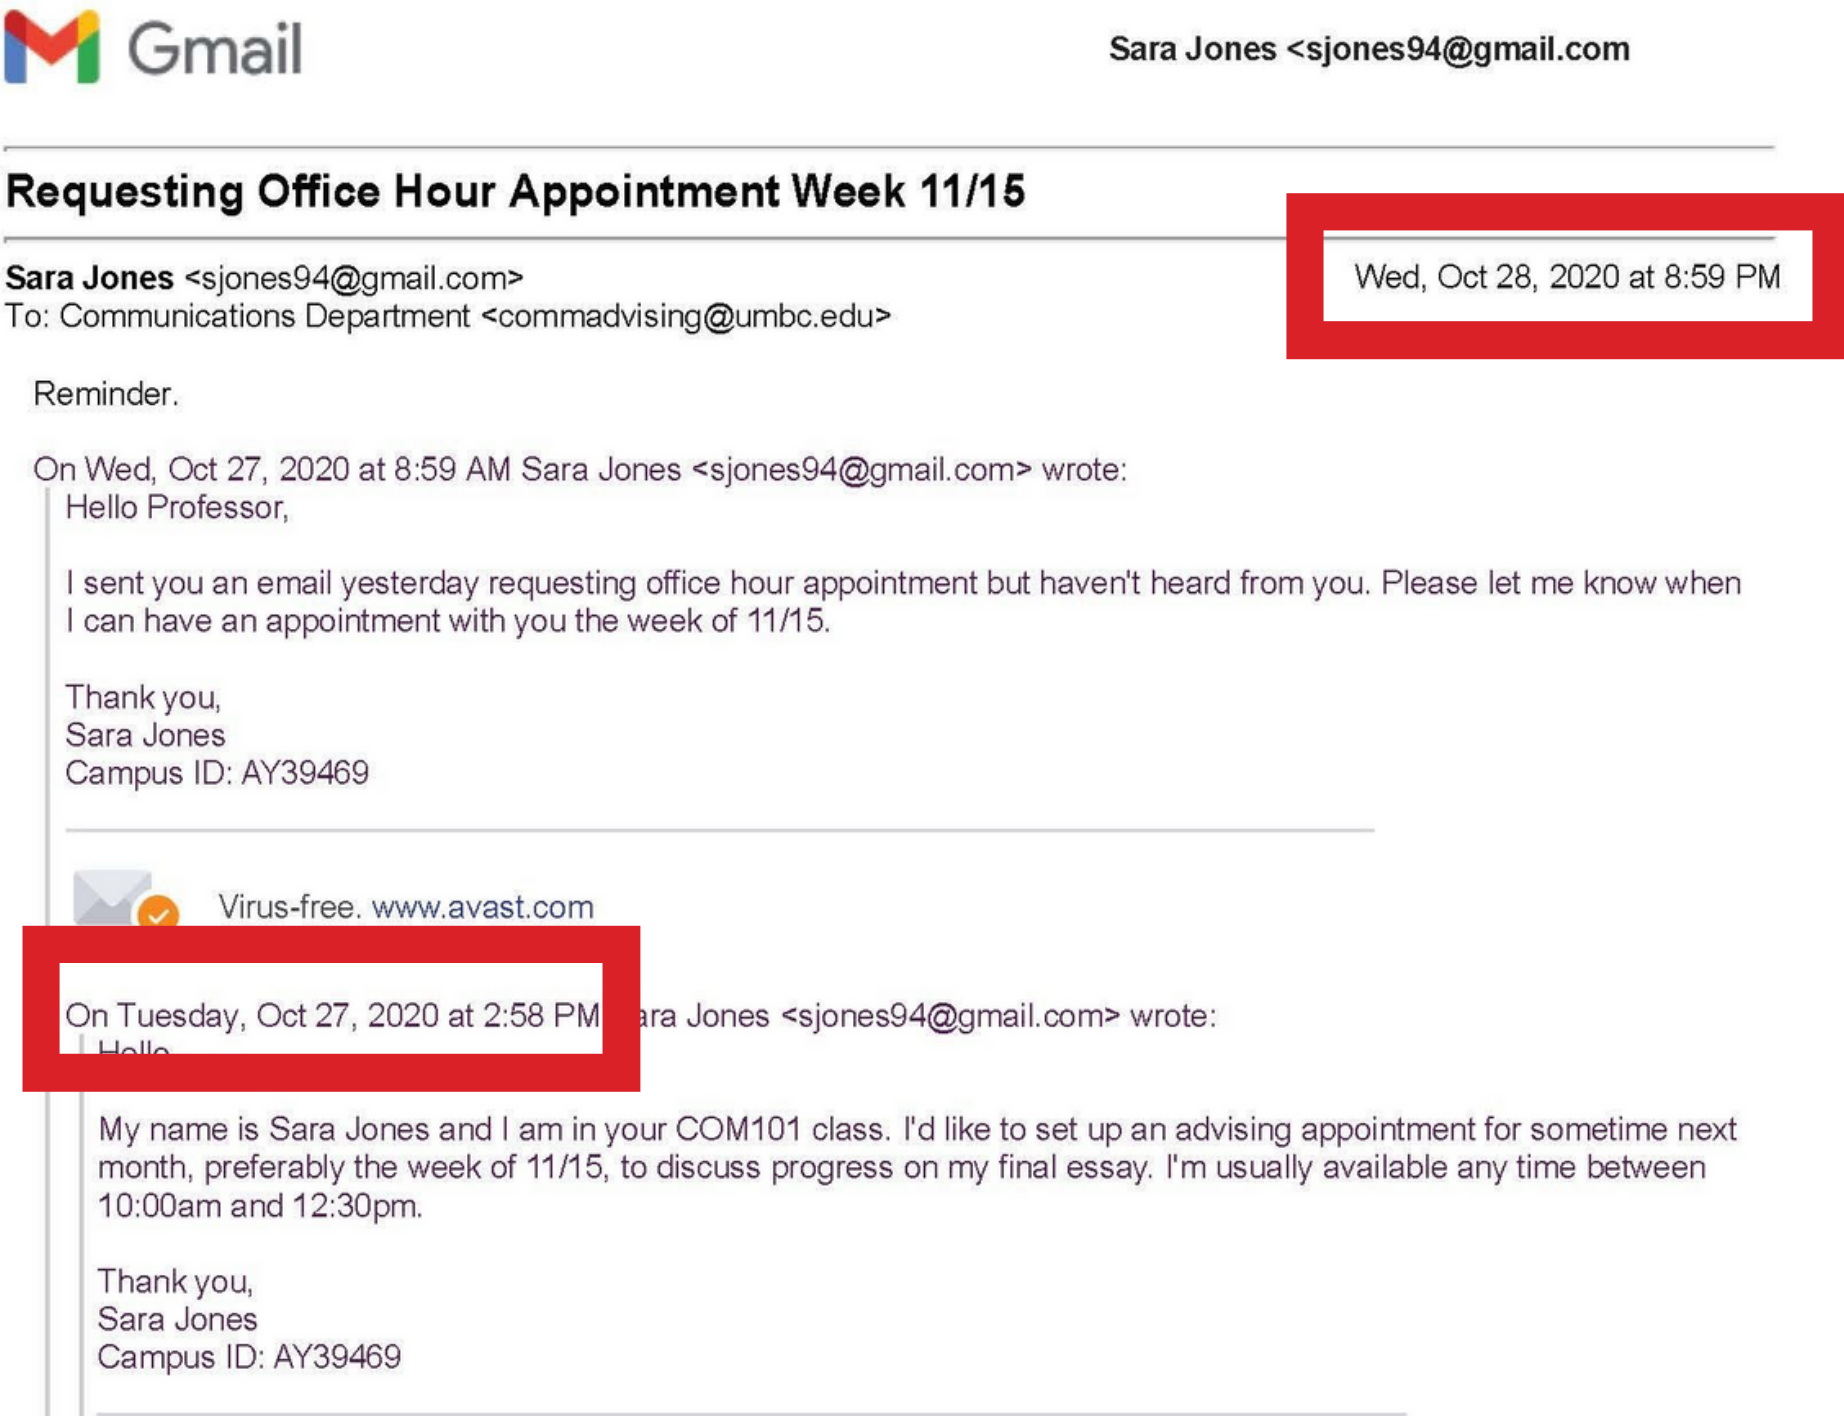 Gmail
Sara Jones <sjones94@gmail.com
Requesting Office Hour Appointment Week 11/15
Sara Jones <sjones94@gmail.com>
Wed, Oct 28, 2020 at 8:59 PM
To: Communications Department <commadvising@umbc.edu>
Reminder.
On Wed, Oct 27, 2020 at 8:59 AM Sara Jones <sjones94@gmail.com> wrote:
Hello Professor,
I sent you an email yesterday requesting office hour appointment but haven't heard from you. Please let me know when
I can have an appointment with you the week of 11/15.
Thank you,
Sara Jones
Campus ID: AY39469
Virus-free. www.avast.com
On Tuesday, Oct 27, 2020 at 2:58 PM ara Jones <sjones94@gmail.com> wrote:
Hello
My name is Sara Jones and I am in your COM101 class. I'd like to set up an advising appointment for sometime next
month, preferably the week of 11/15, to discuss progress on my final essay. I'm usually available any time between
10:00am and 12:30pm.
Thank you,
Sara Jones
Campus ID: AY39469